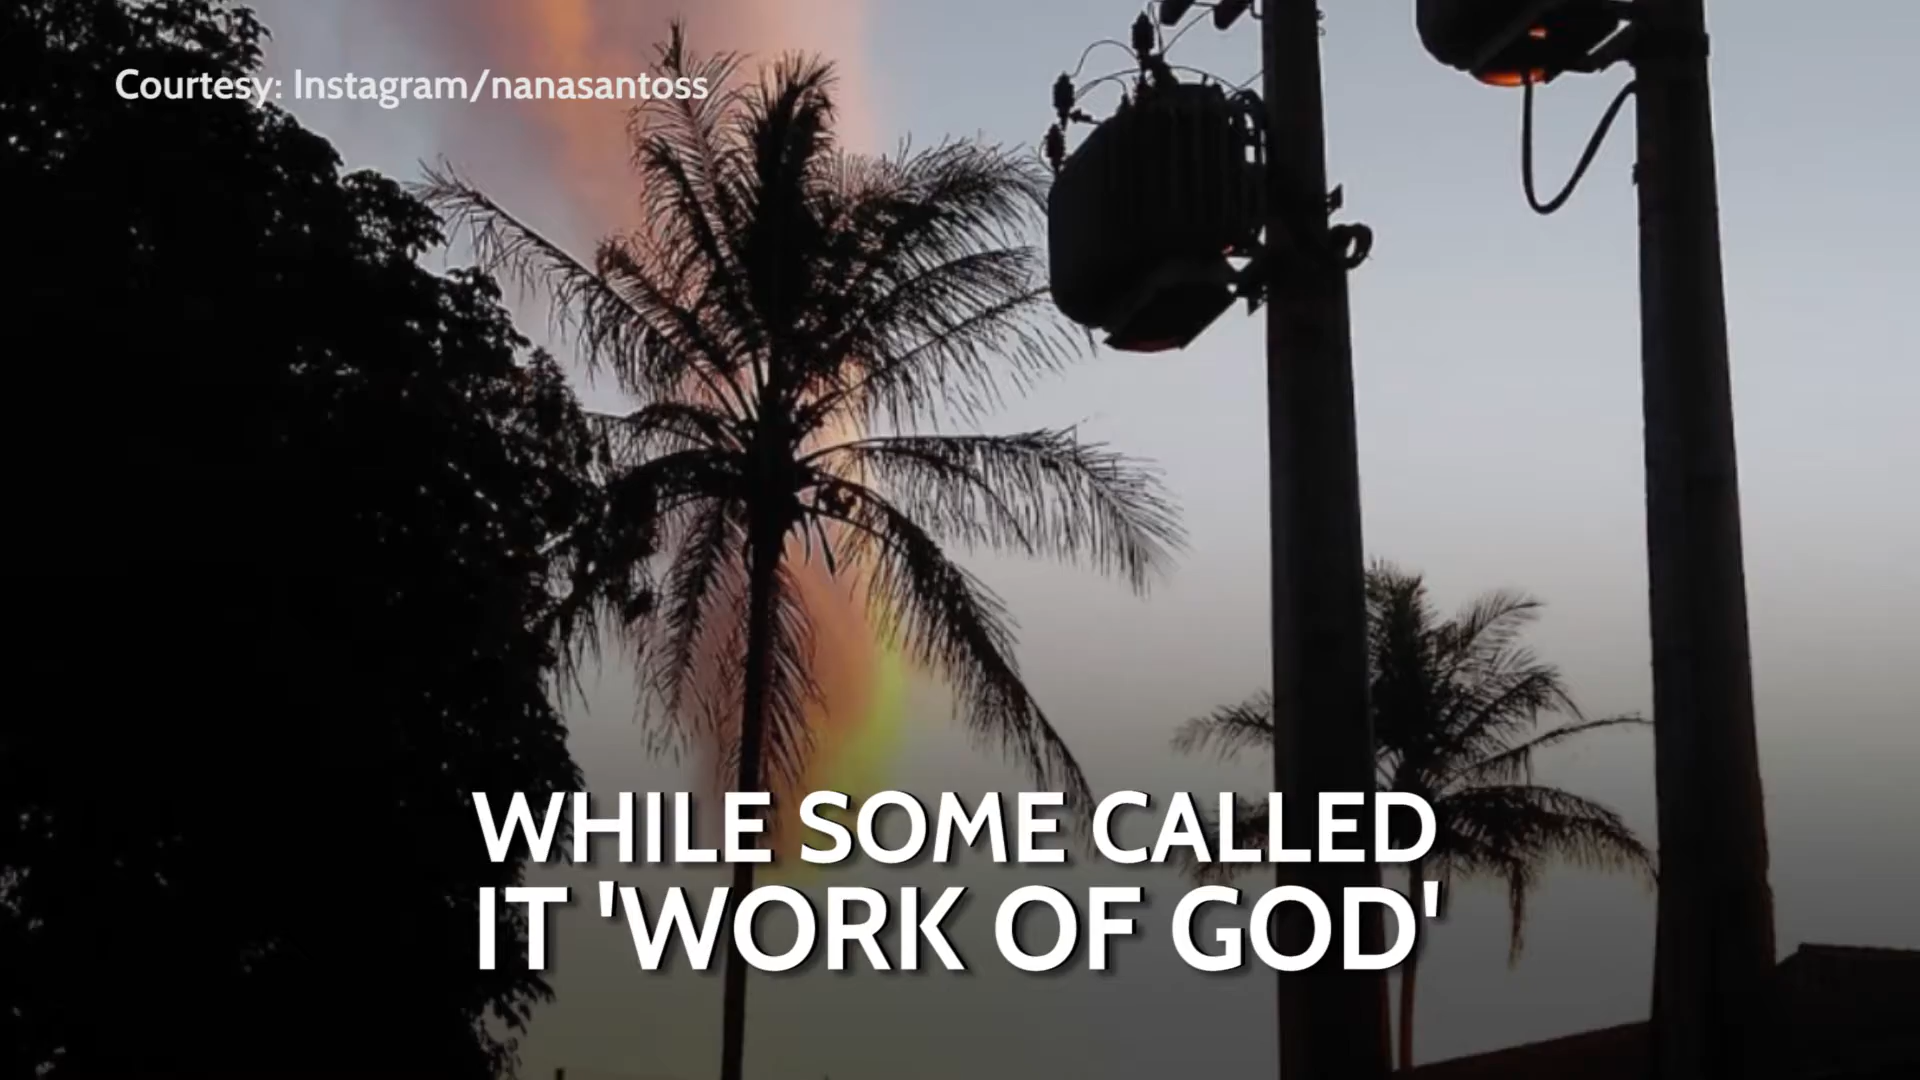 Courtesy: Instagram/nanasantoss
WHILE SOME CALLED
IT 'WORK OF GOD'